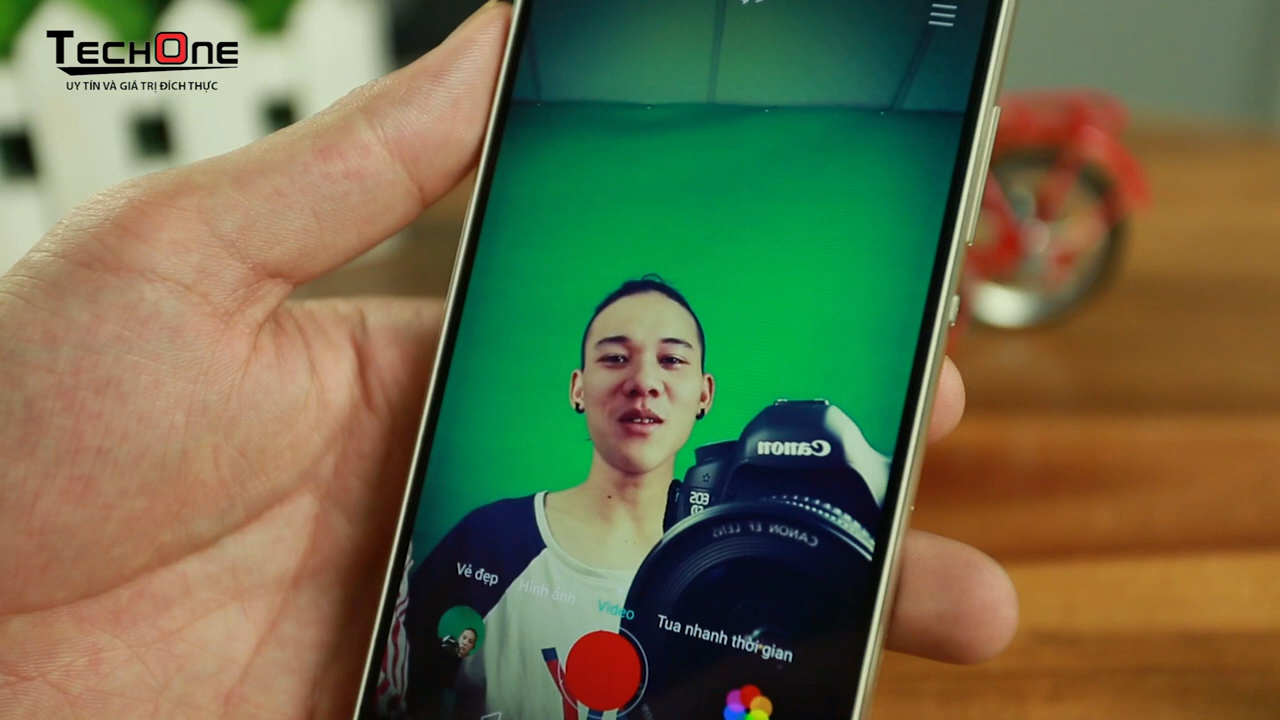 TECHONE
UY TÍN VÀ GIÁ TRỊ ĐÍCH THỰC
Canon
EOS
CANON EF LENS
Vẻ đẹp
Hình ảnh
Video
Tua nhanh thời gian